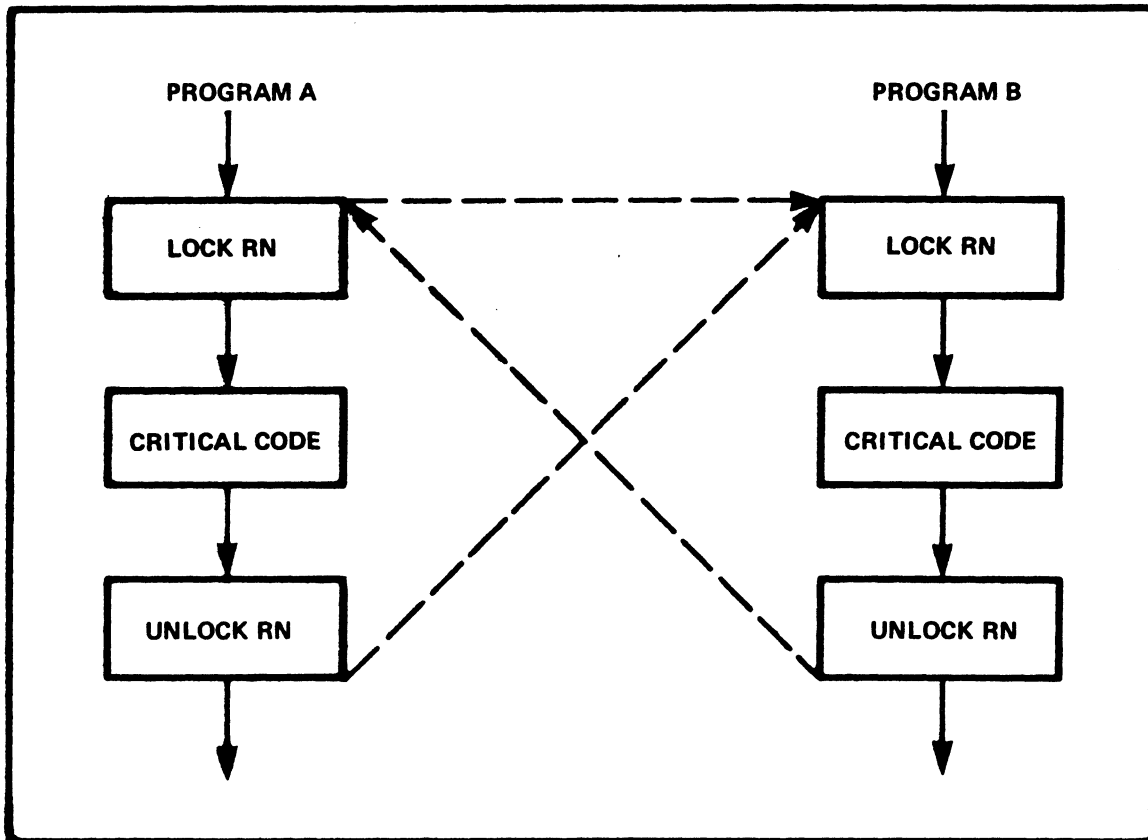 PROGRAM A
PROGRAM B
LOCK RN
LOCK RN
CRITICAL CODE
CRITICAL CODE
UNLOCK RN
UNLOCK RN